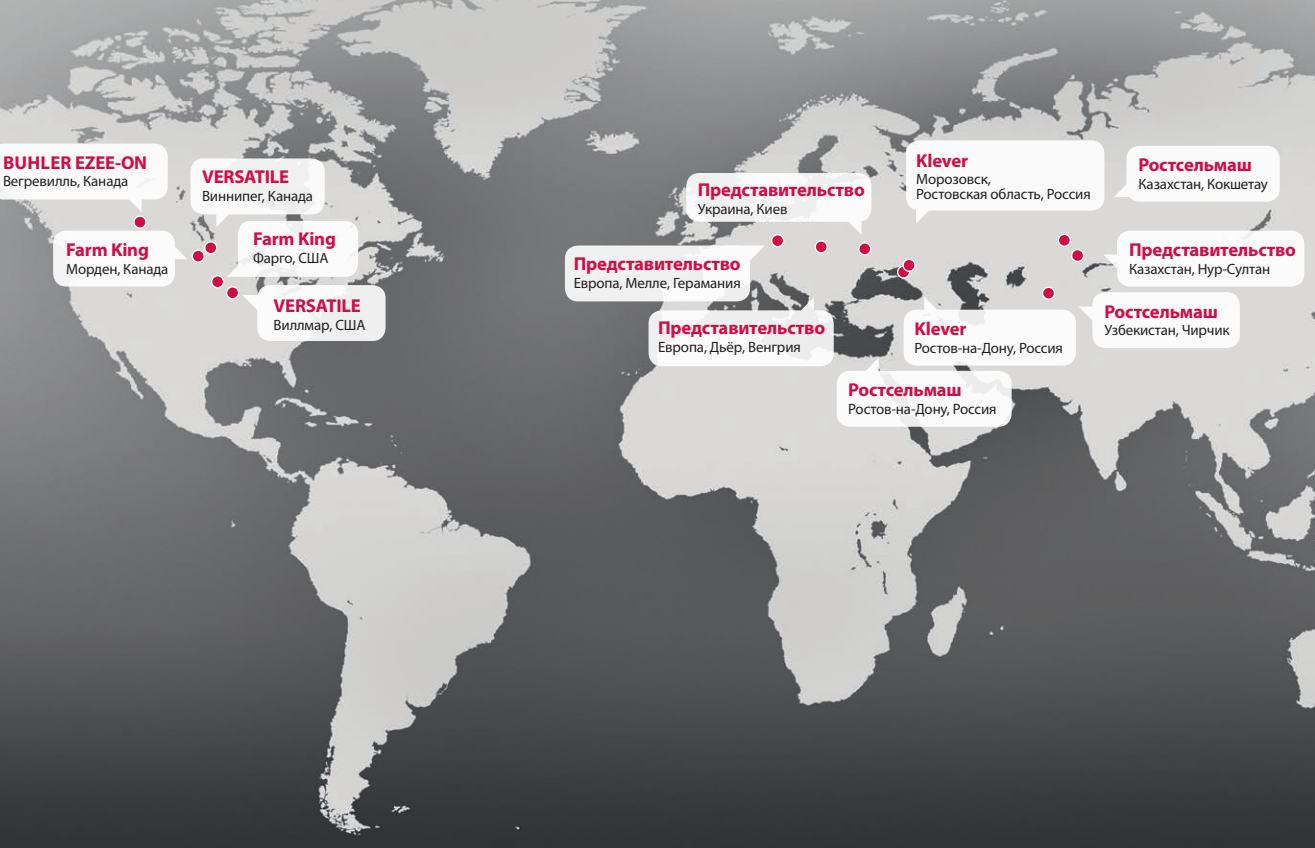 BUHLER EZEE-ON
Вегревилль, Канада
VERSATILE
Виннипег, Канада
Farm King
Морден, Канада
Farm King
Фарго, США
VERSATILE
Виллмар, США
Представительство
Украина, Киев
Представительство
Европа, Мелле, Герамания
Представительство
Европа, Дьёр, Венгрия
Klever
Морозовск,
Ростовская область, Россия
Klever
Ростов-на-Дону, Россия
Ростсельмаш
Ростов-на-Дону, Россия
Ростсельмаш
Казахстан, Кокшетау
Представительство
Казахстан, Нур-Султан
Ростсельмаш
Узбекистан, Чирчик